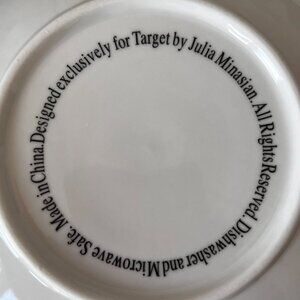 Designed exclusively for Target by Julia Minasian. All Rights Reserved. Dishwasher and Microwave Safe. Made in China.